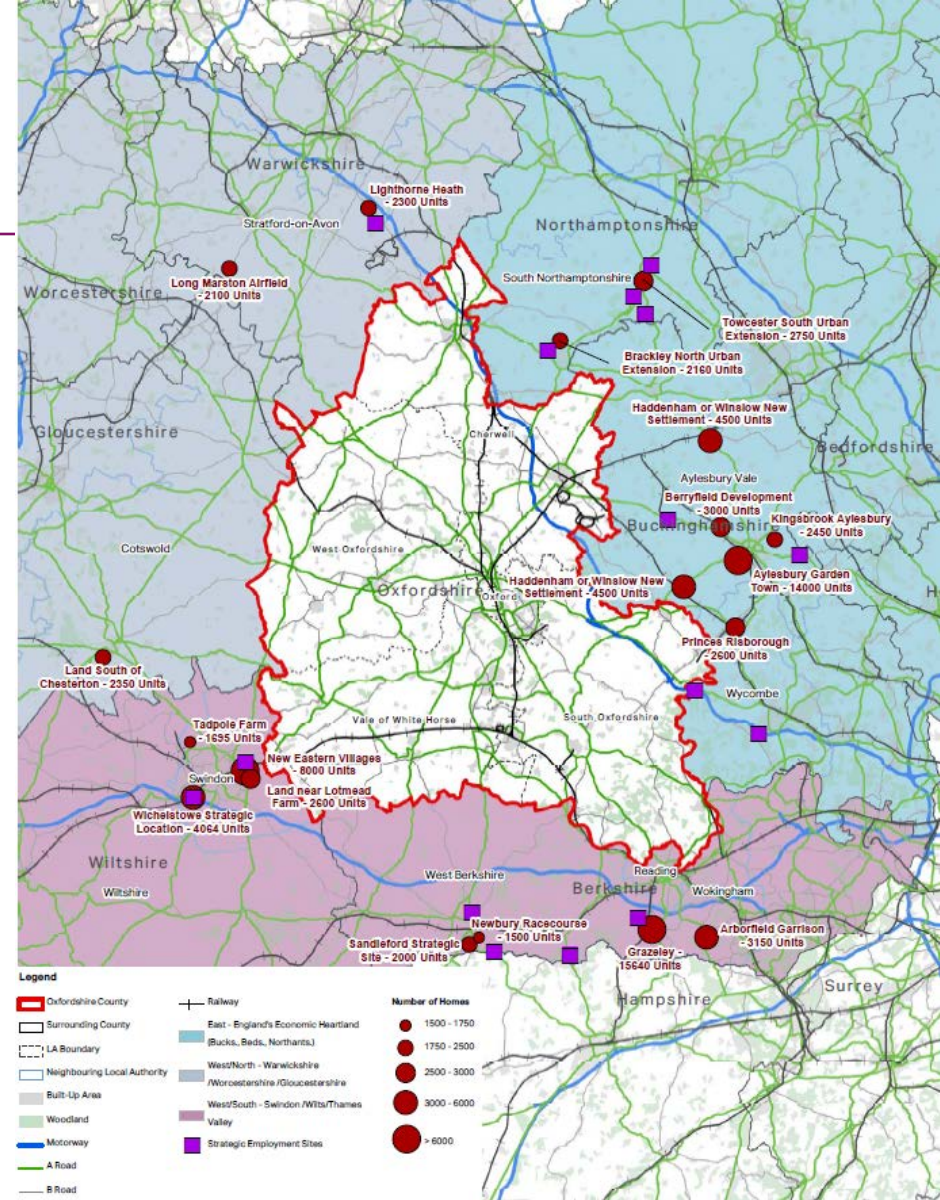 Warwickshire
Lighthorne Heath
- 2300 Units
Stratford-on-Avon
Northamptonshire
Long Marston Airfield
- 2100 Units
Worcestershire
South Northamptonshire
Towcester South Urban
Extension - 2750 Units
Brackley North Urban
Extension - 2160 Units
Haddenham or Winslow New
Settlement - 4500 Units
Gloucestershire
Cherwell
Bedfordshire
Aylesbury Vale
Berryfield Development
- 3000 Units
Kingsbrook Aylesbury
- 2450 Units
Buckinghamshire
Cotswold
West Oxfordshire
Oxfordshire
Oxford
Haddenham or Winslow New
Settlement - 4500 Units
Aylesbury Garden
Town - 14000 Units
H
Princes Risborough
- 2600 Units
Land South of
Chesterton - 2350 Units
Wycombe
Tadpole Farm
- 1695 Units
Vale of White Horse
South Oxfordshire
New Eastern Villages
- 8000 Units
Swindon
Land near Lotmead
Farm - 2600 Units
Wichelstowe Strategic
Location - 4064 Units
Wiltshire
Wiltshire
West Berkshire
Reading
Berkshire
Wokingham
Newbury Racecourse
- 1500 Units
Sandleford Strategic
Site - 2000 Units
Arborfield Garrison
- 3150 Units
Grazeley -
15640 Units
Hampshire
Surrey
Legend
Oxfordshire County
Surrounding County
LA Boundary
Neighbouring Local Authority
Built-Up Area
Woodland
Motorway
A Road
B Road
Railway
East - England's Economic Heartland
(Bucks., Beds., Northants.)
West/North - Warwickshire
/Worcestershire /Gloucestershire
West/South - Swindon /Wilts/Thames
Valley
Strategic Employment Sites
Number of Homes
1500 - 1750
1750 - 2500
2500 - 3000
3000 - 6000
> 6000